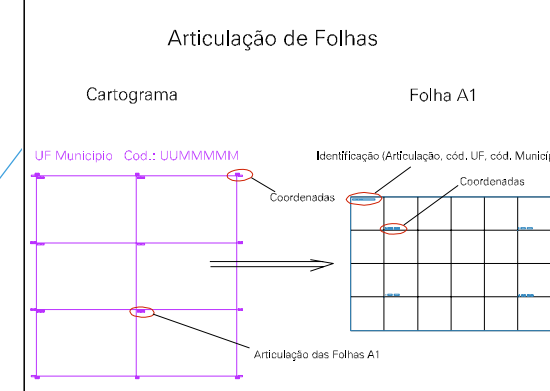 Articulação de Folhas
Cartograma
Folha A1
UF Municipio Cod.: UUMMMMM
Identificação (Articulação, cód. UF, cód. Municíp
Coordenadas
Coordenadas
Articulação das Folhas A1